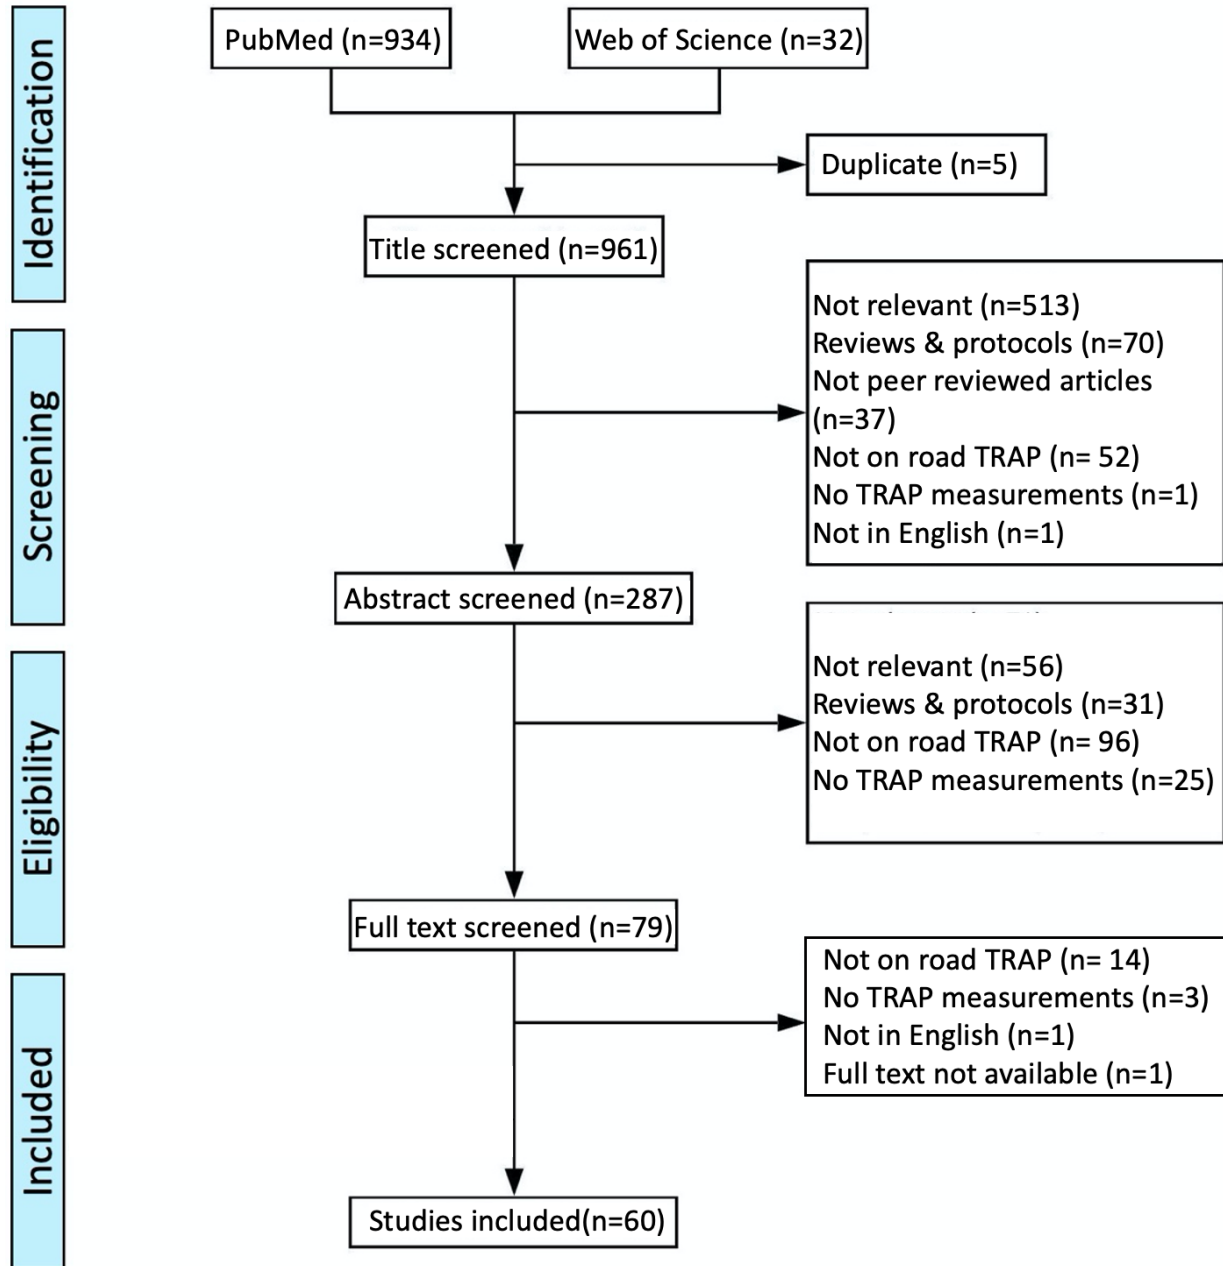 Identification
PubMed (n=934)
Web of Science (n=32)
Duplicate (n=5)
Title screened (n=961)
Screening
Not relevant (n=513)
Reviews & protocols (n=70)
Not peer reviewed articles
(n=37)
Not on road TRAP (n= 52)
No TRAP measurements (n=1)
Not in English (n=1)
Abstract screened (n=287)
Eligibility
Not relevant (n=56)
Reviews & protocols (n=31)
Not on road TRAP (n= 96)
No TRAP measurements (n=25)
Full text screened (n=79)
Included
Not on road TRAP (n= 14)
No TRAP measurements (n=3)
Not in English (n=1)
Full text not available (n=1)
Studies included(n=60)